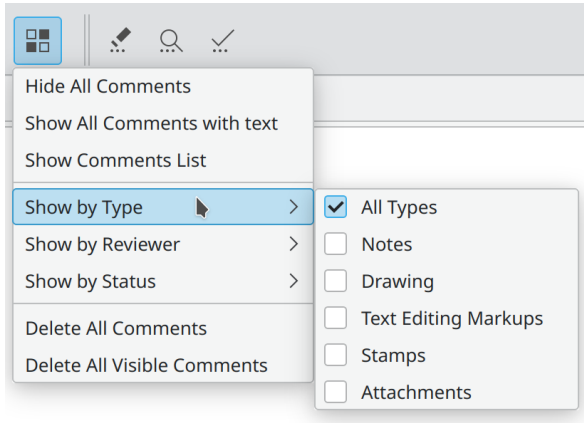 Hide All Comments
Show All Comments with text
Show Comments List
Show by Type
Show by Reviewer
Show by Status
Delete All Comments
Delete All Visible Comments
All Types
Notes
Drawing
Text Editing Markups
Stamps
Attachments